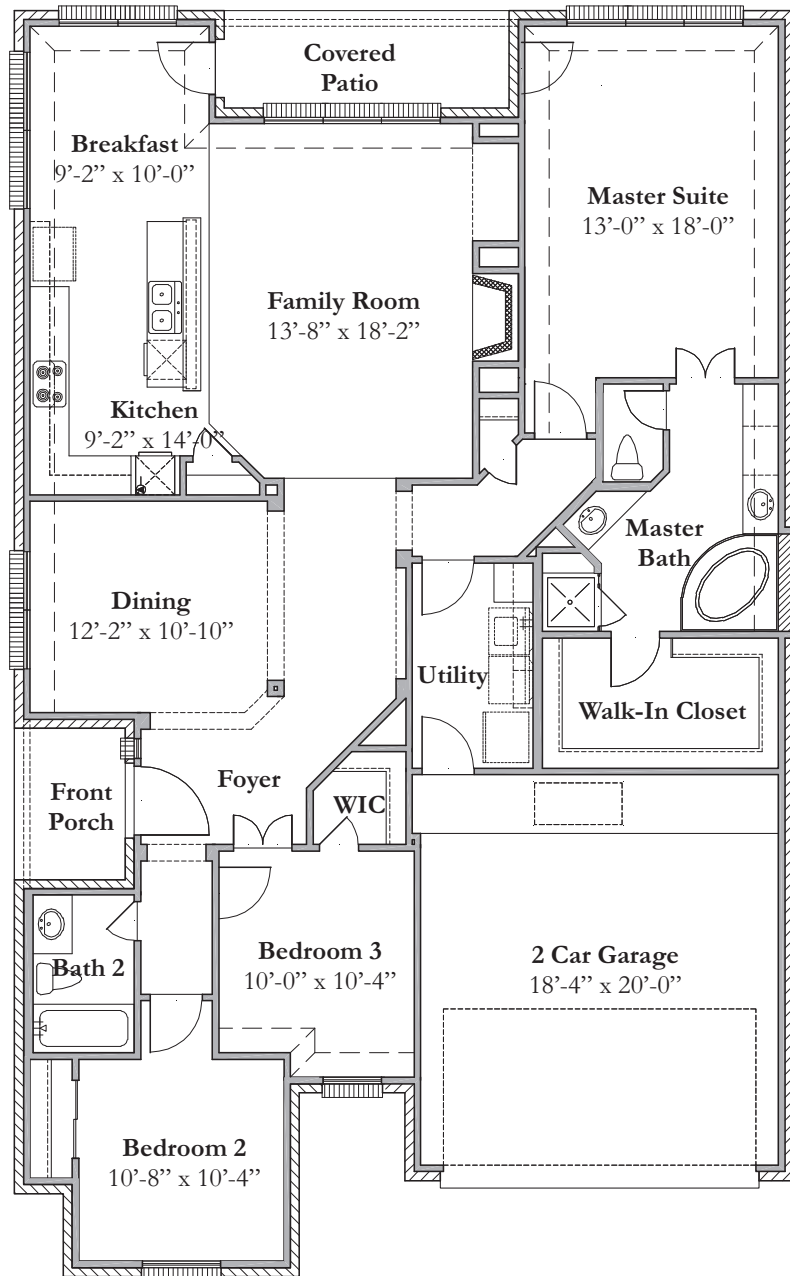 Covered
Patio
Breakfast
9’-2” x 10’-0”
Master Suite
13’-0” x 18’-0”
Family Room
13’-8” x 18’-2”
Kitchen
9’-2” x 14’-0”
Master
Bath
Dining
12’-2” x 10’-10”
Utility
Walk-In Closet
Foyer
Front
Porch
WIC
Bedroom 3
10’-0” x 10’-4”
2 Car Garage
18’-4” x 20’-0”
Bath 2
Bedroom 2
10’-8” x 10’-4”